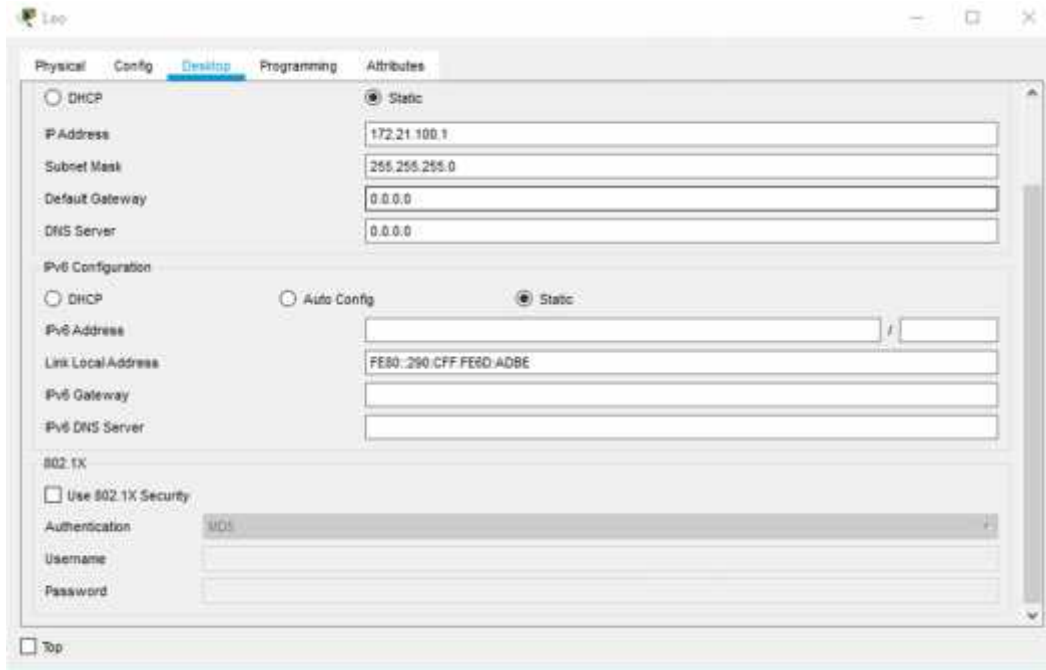 Leo
Physical Config Desktop Programming Attributes
DHCP Static
IP Address 172.21.100.1
Subnet Mask 255.255.255.0
Default Gateway 0.0.0.0
DNS Server 0.0.0.0
IPv6 Configuration
DHCP Auto Config Static
IPv6 Address /
Link Local Address FE80::290:CFF:FE6D:ADBE
IPv6 Gateway
IPv6 DNS Server
802.1X
Use 802.1X Security
Authentication MD5
Username
Password
Top